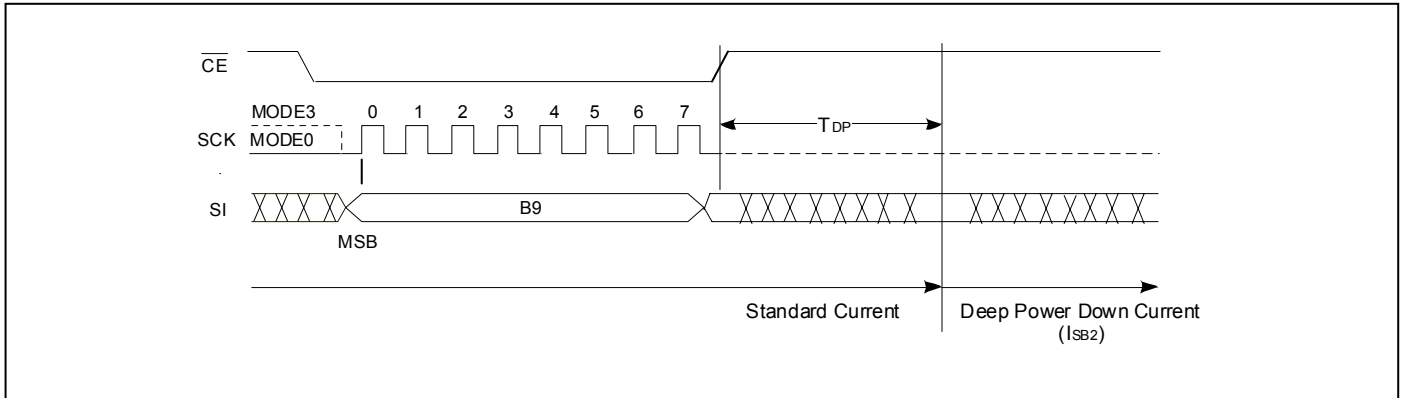 CE
MODE3 0 1 2 3 4 5 6 7
TDP
SCK MODE0
SI B9
MSB
Standard Current Deep Power Down Current
(ISB2)